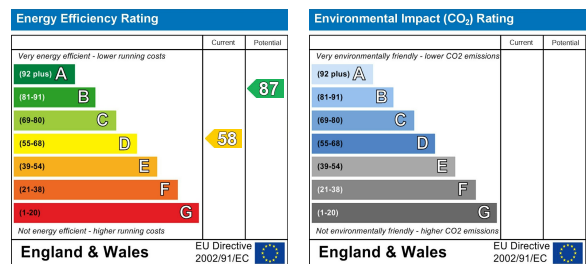 Energy Efficiency Rating
Current Potential
Very energy efficient - lower running costs
(92 plus) A
(81-91) B
87
(69-80) C
(55-68) D
58
(39-54) E
(21-38) F
(1-20) G
Not energy efficient - higher running costs
England & Wales
EU Directive
2002/91/EC
Environmental Impact (CO₂) Rating
Current Potential
Very environmentally friendly - lower CO2 emissions
(92 plus) A
(81-91) B
(69-80) C
(55-68) D
(39-54) E
(21-38) F
(1-20) G
Not environmentally friendly - higher CO2 emissions
England & Wales
EU Directive
2002/91/EC